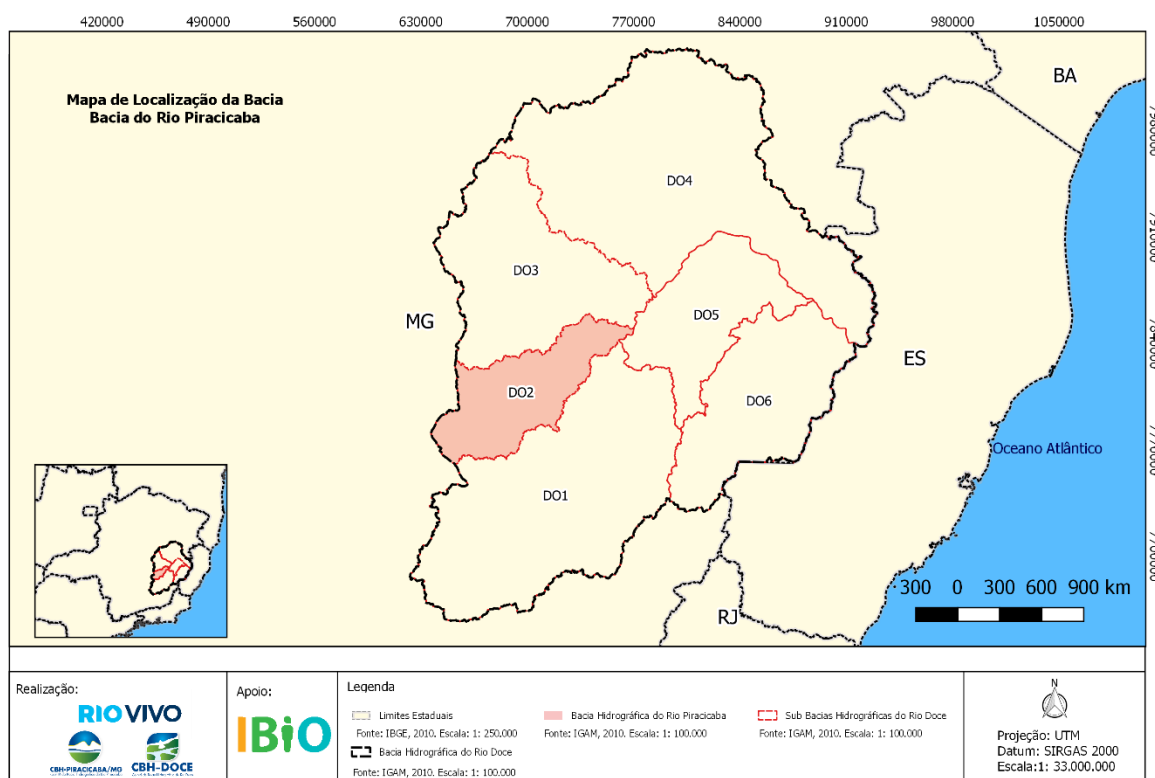 420000 490000 560000 630000 700000 770000 840000 910000 980000 1050000
Mapa de Localização da Bacia
Bacia do Rio Piracicaba
BA
DO4
DO3
MG
DO5
ES
DO2
DO6
Oceano Atlântico
DO1
RJ
300 0 300 600 900 km
7980000
7910000
7840000
7770000
7700000
Realização:
RIO VIVO
CBH-PIRACICABA/MG
CBH-DOCE
Apoio:
IBiO
Legenda
Limites Estaduais
Fonte: IBGE, 2010. Escala: 1: 250.000
Bacia Hidrográfica do Rio Doce
Fonte: IGAM, 2010. Escala: 1: 100.000
Bacia Hidrográfica do Rio Piracicaba
Fonte: IGAM, 2010. Escala: 1: 100.000
Sub Bacias Hidrográficas do Rio Doce
Fonte: IGAM, 2010. Escala: 1: 100.000
N
Projeção: UTM
Datum: SIRGAS 2000
Escala:1: 33.000.000